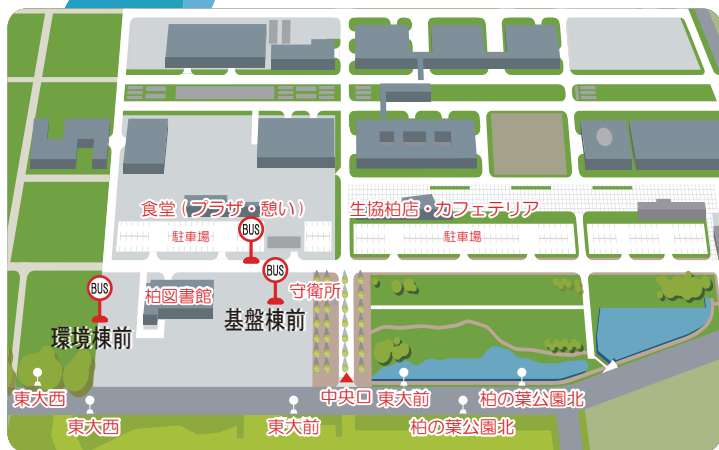 食堂(プラザ・憩い)
生協柏店・カフェテリア
BUS
駐車場
駐車場
BUS
BUS
柏図書館
守衛所
基盤棟前
環境棟前
東大西
中央口
東大前
柏の葉公園北
東大西
東大前
柏の葉公園北